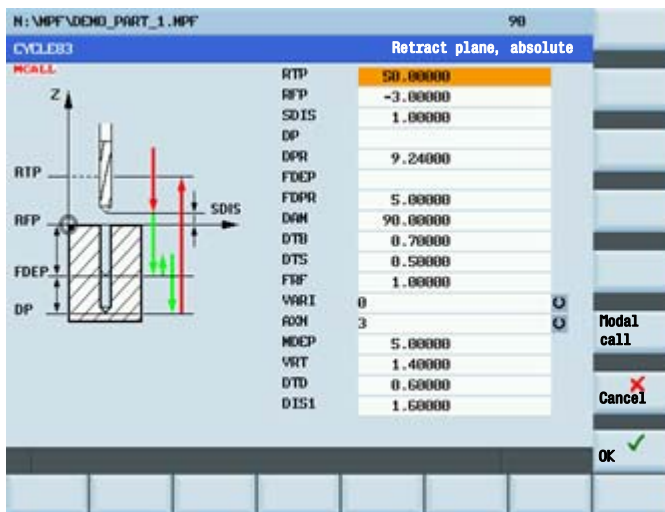 N:\MPF\DEMO_PART_1.MPF 90
CYCLE83 Retract plane, absolute
MCALL
Z
RTP
RFP
SDIS
FDEP
DP
RTP 50.00000
RFP -3.00000
SDIS 1.00000
DP
DPR 9.24000
FDEP
FDPR 5.00000
DAM 90.00000
DTB 0.70000
DTS 0.50000
FRF 1.00000
VARI 0
AXN 3
MDEP 5.00000
VRT 1.40000
DTD 0.60000
DIS1 1.60000
Modal
call
Cancel
OK